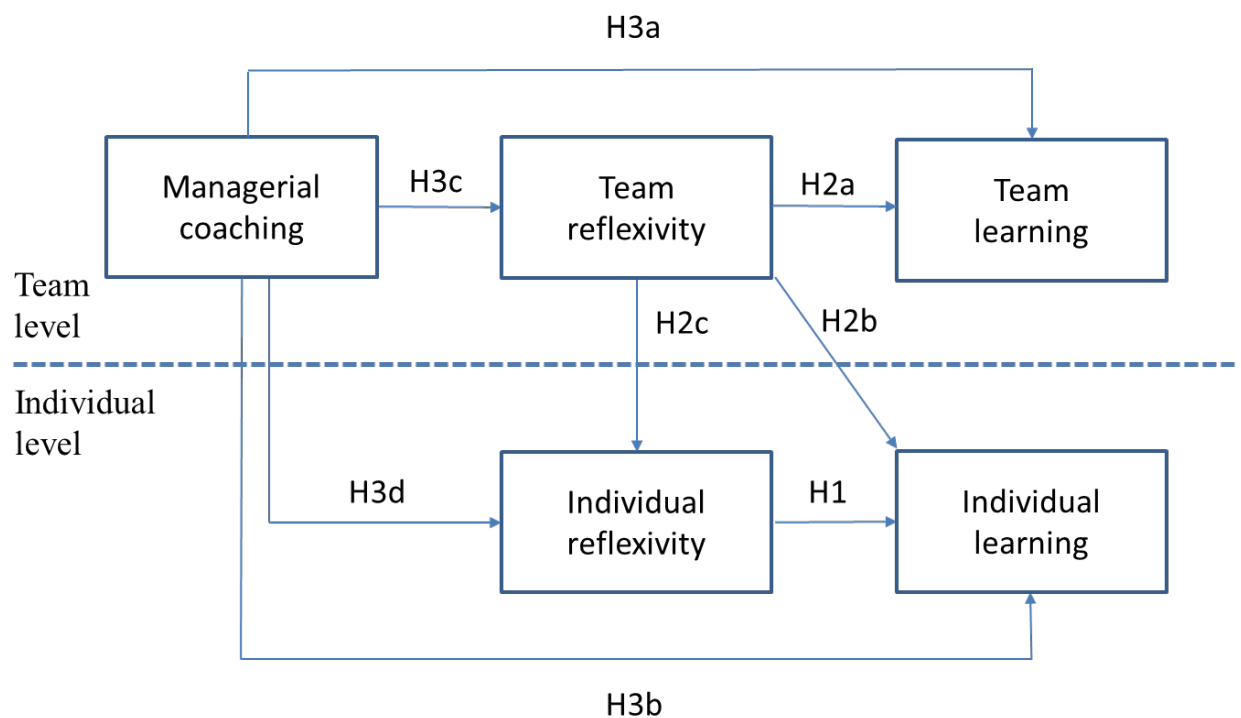 H3a
Managerial
coaching
H3c
Team
reflexivity
H2a
Team
learning
Team
level
H2c
H2b
Individual
level
H3d
Individual
reflexivity
H1
Individual
learning
H3b